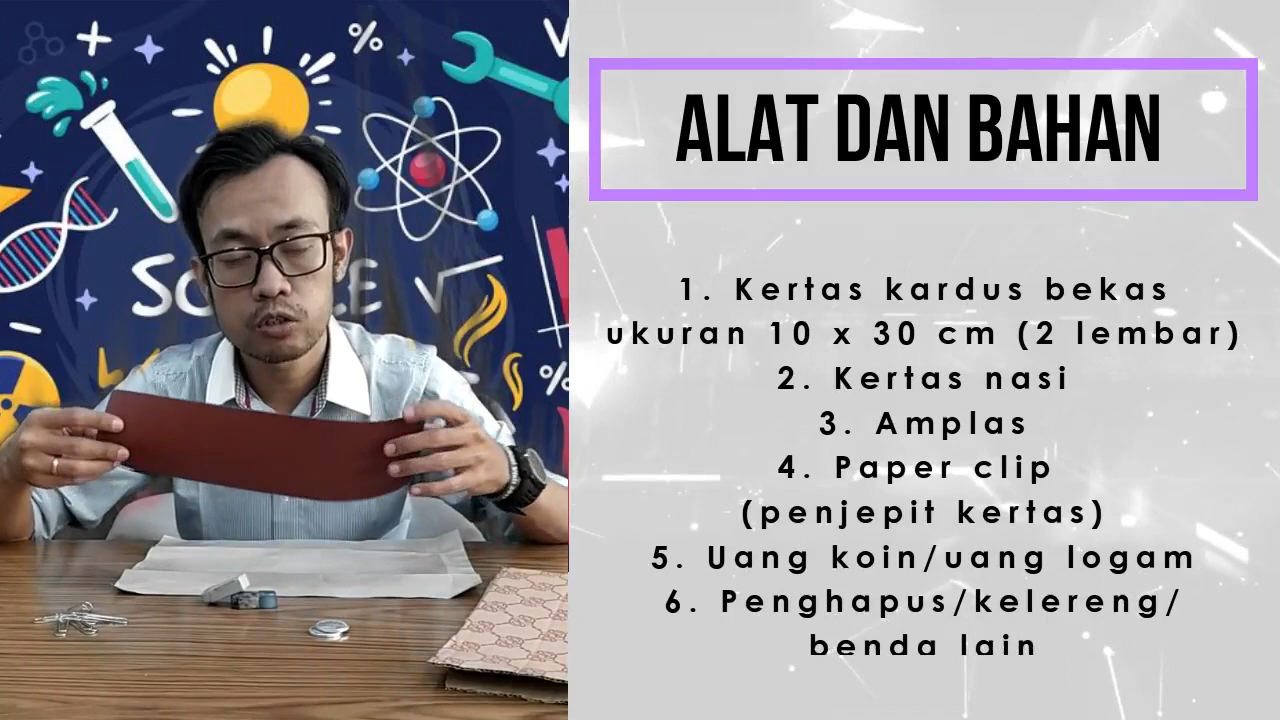 ALAT DAN BAHAN
1. Kertas kardus bekas
ukuran 10 x 30 cm (2 lembar)
2. Kertas nasi
3. Amplas
4. Paper clip
(penjepit kertas)
5. Uang koin/uang logam
6. Penghapus/kelereng/
benda lain
%